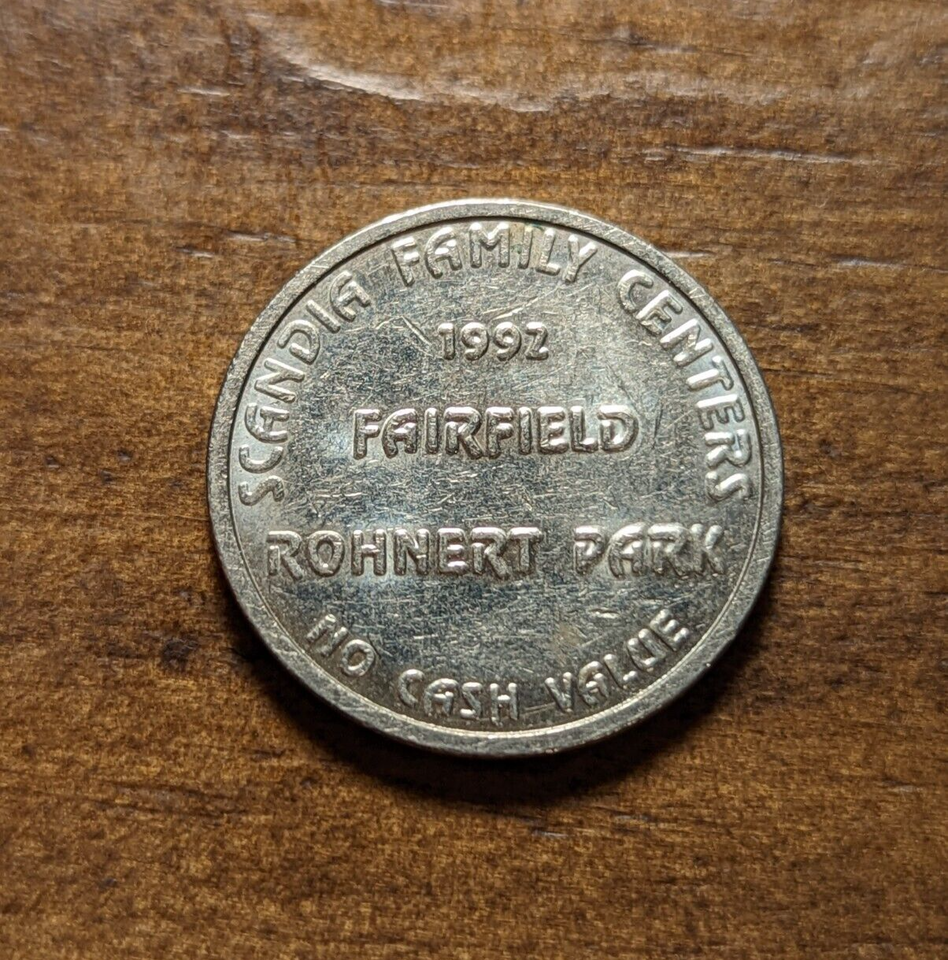 SCANDIA FAMILY CENTERS
1992
FAIRFIELD
ROHNERT PARK
NO CASH VALUE